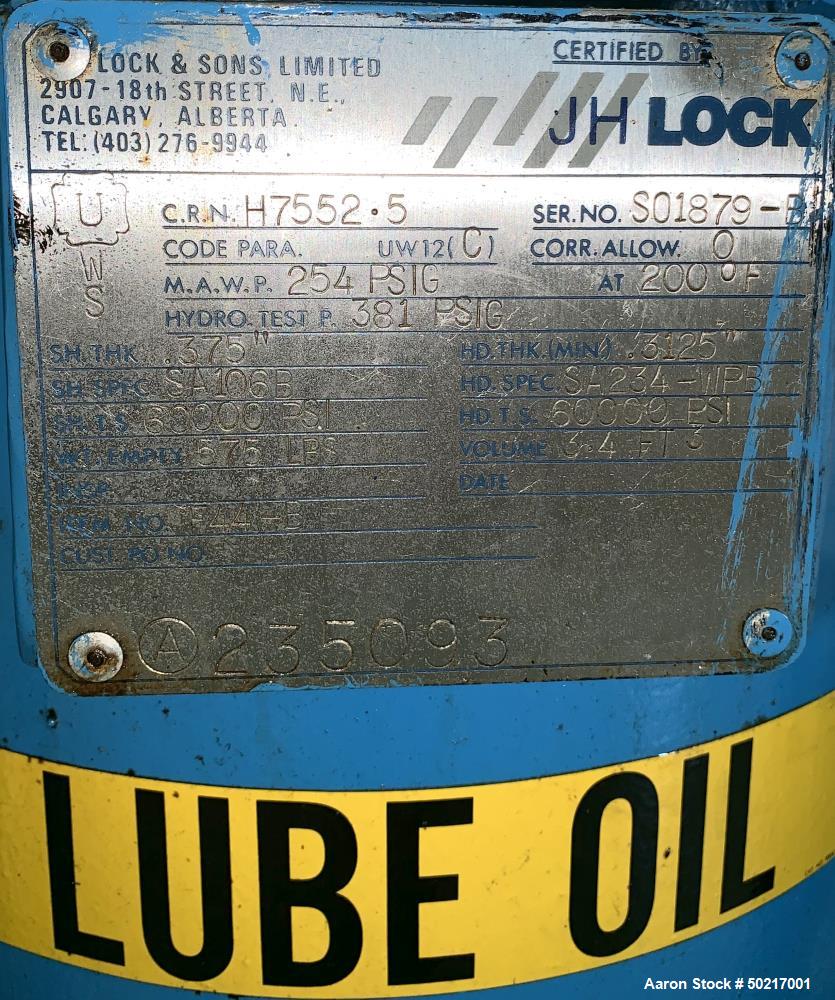 LOCK & SONS LIMITED
2907-18th STREET, N.E.,
CALGARY, ALBERTA
TEL: (403) 276-9944
CERTIFIED BY
JH LOCK
U
W
S
C.R.N. H7552.5 SER.NO. S01879-B
CODE PARA. UW12(C) CORR. ALLOW. 0
M.A.W.P. 254 PSIG AT 200°F
HYDRO. TEST P. 381 PSIG
SH. THK .375" HD. THK.(MIN.) .3125"
SH. SPEC. SA106B HD. SPEC. SA234-WPB
SH. T.S. 60000 PSI HD. T.S. 60000 PSI
WT. EMPTY 575 LBS VOLUME 3.4 FT3
INSP. DATE
ITEM NO.
CUST. P.O NO.
A 235093
LUBE OIL
Aaron Stock # 50217001